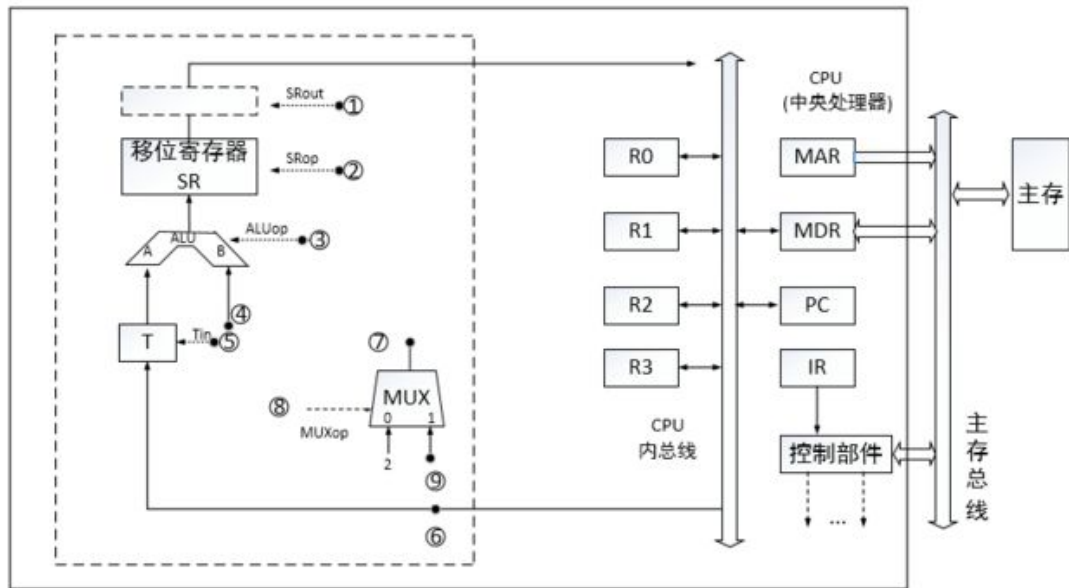 SRout
①
移位寄存器
SR
SRop
②
ALU
A
B
ALUop
③
④
T
Tin
⑤
⑦
MUX
0
1
⑧
MUXop
2
⑨
⑥
R0
R1
R2
R3
CPU
内总线
CPU
(中央处理器)
MAR
MDR
PC
IR
控制部件
...
主存总线
主存